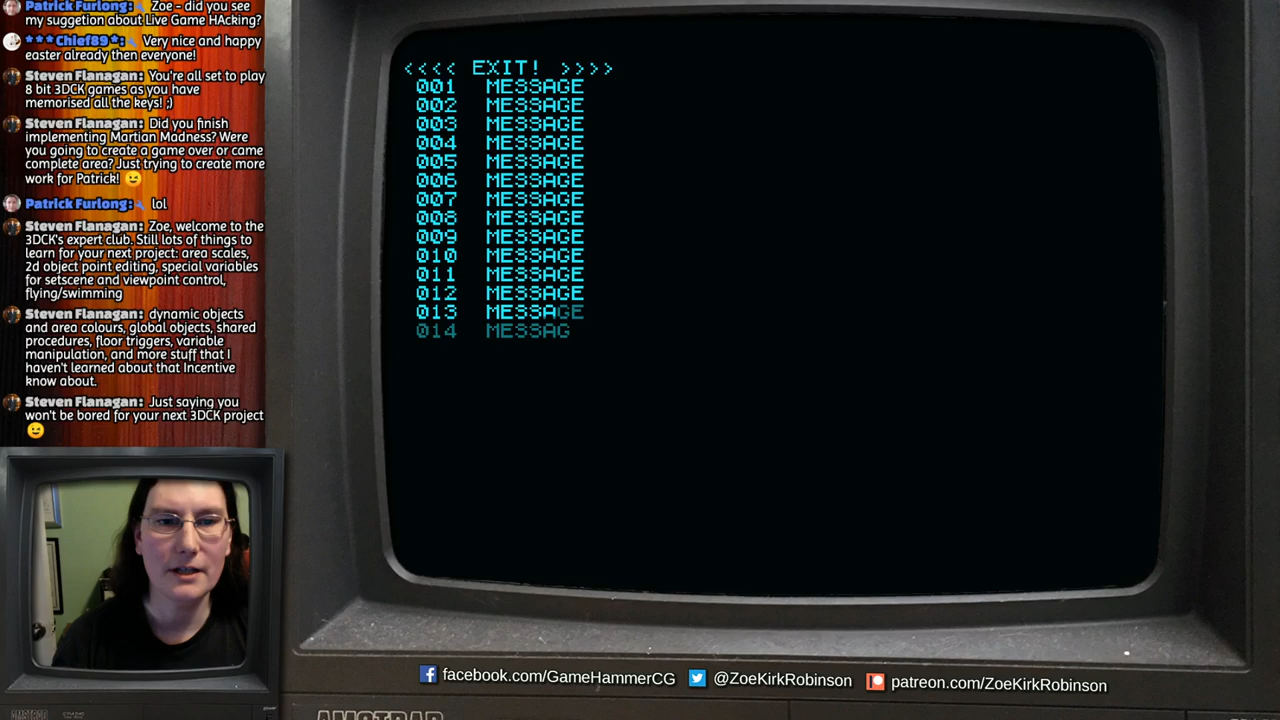 Patrick Furlong: Zoe - did you see
my suggetion about Live Game HAcking?
***Chief89*: Very nice and happy
easter already then everyone!
Steven Flanagan: You're all set to play
8 bit 3DCK games as you have
memorised all the keys! ;)
Steven Flanagan: Did you finish
implementing Martian Madness? Were
you going to create a game over or came
complete area? Just trying to create more
work for Patrick! 😉
Patrick Furlong: lol
Steven Flanagan: Zoe, welcome to the
3DCK's expert club. Still lots of things to
learn for your next project: area scales,
2d object point editing, special variables
for setscene and viewpoint control,
flying/swimming
Steven Flanagan: dynamic objects
and area colours, global objects, shared
procedures, floor triggers, variable
manipulation, and more stuff that I
haven't learned about that Incentive
know about.
Steven Flanagan: Just saying you
won't be bored for your next 3DCK project
😉
<<<< EXIT! >>>>
001 MESSAGE
002 MESSAGE
003 MESSAGE
004 MESSAGE
005 MESSAGE
006 MESSAGE
007 MESSAGE
008 MESSAGE
009 MESSAGE
010 MESSAGE
011 MESSAGE
012 MESSAGE
013 MESSAGE
014 MESSAG
facebook.com/GameHammerCG
@ZoeKirkRobinson
patreon.com/ZoeKirkRobinson
AMSTRAD